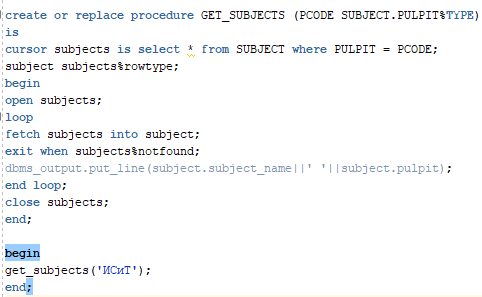 create or replace procedure GET_SUBJECTS (PCODE SUBJECT.PULPIT%TYPE)
is
cursor subjects is select * from SUBJECT where PULPIT = PCODE;
subject subjects%rowtype;
begin
open subjects;
loop
fetch subjects into subject;
exit when subjects%notfound;
dbms_output.put_line(subject.subject_name||' '||subject.pulpit);
end loop;
close subjects;
end;
begin
get_subjects('ИСиТ');
end;